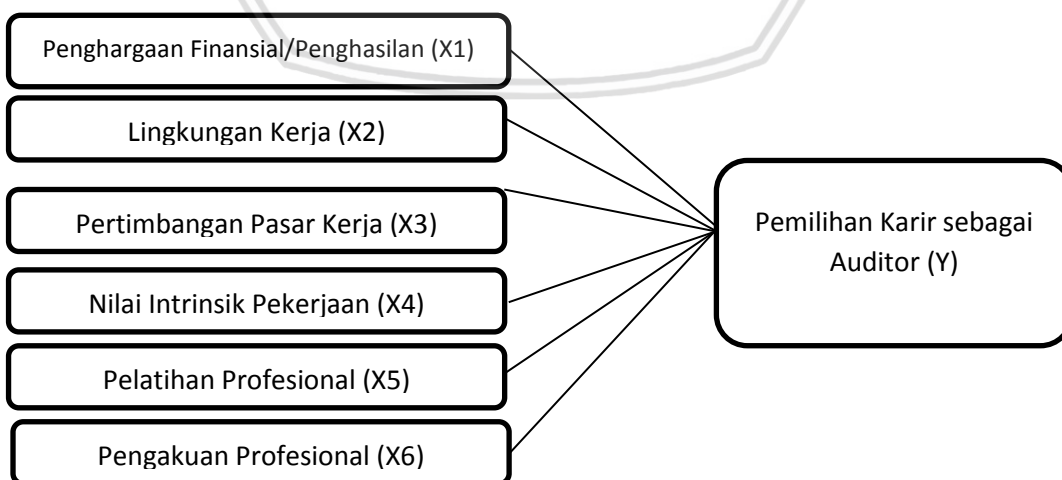 Penghargaan Finansial/Penghasilan (X1)
Lingkungan Kerja (X2)
Pertimbangan Pasar Kerja (X3)
Nilai Intrinsik Pekerjaan (X4)
Pelatihan Profesional (X5)
Pengakuan Profesional (X6)
Pemilihan Karir sebagai
Auditor (Y)